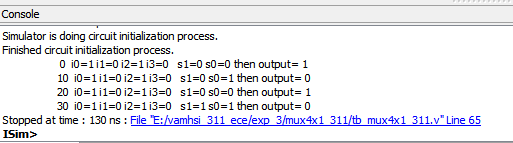 Console
Simulator is doing circuit initialization process.
Finished circuit initialization process.
0 i0=1 i1=0 i2=1 i3=0 s1=0 s0=0 then output= 1
10 i0=1 i1=0 i2=1 i3=0 s1=0 s0=1 then output= 0
20 i0=1 i1=0 i2=1 i3=0 s1=1 s0=0 then output= 1
30 i0=1 i1=0 i2=1 i3=0 s1=1 s0=1 then output= 0
Stopped at time : 130 ns : File "E:/vamhsi_311_ece/exp_3/mux4x1_311/tb_mux4x1_311.v" Line 65
ISim>